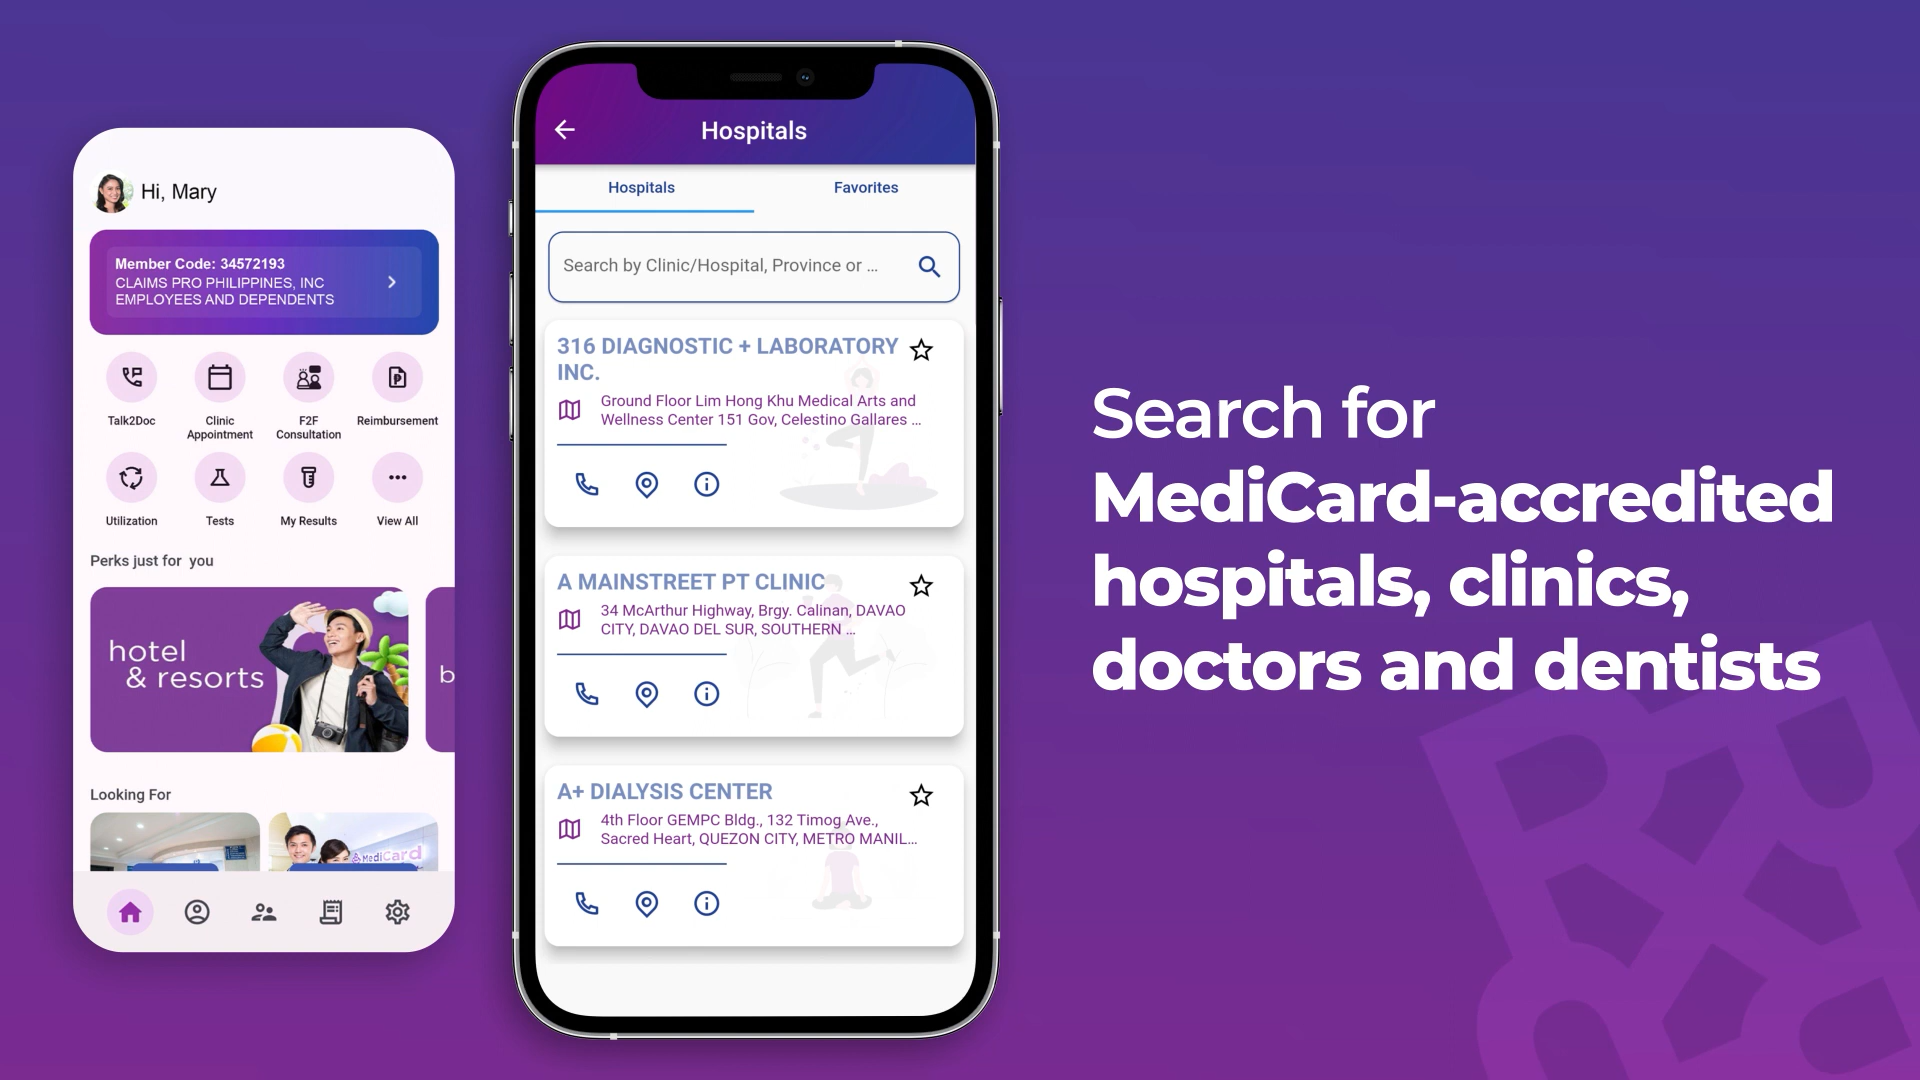 Hi, Mary
Member Code: 34572193
CLAIMS PRO PHILIPPINES, INC
EMPLOYEES AND DEPENDENTS
Talk2Doc
Clinic
Appointment
F2F
Consultation
Reimbursement
Utilization
Tests
My Results
View All
Perks just for you
hotel
& resorts
b
Looking For
MediCard
Hospitals
Hospitals
Favorites
Search by Clinic/Hospital, Province or ...
316 DIAGNOSTIC + LABORATORY
INC.
Ground Floor Lim Hong Khu Medical Arts and
Wellness Center 151 Gov, Celestino Gallares ...
A MAINSTREET PT CLINIC
34 McArthur Highway, Brgy. Calinan, DAVAO
CITY, DAVAO DEL SUR, SOUTHERN ...
A+ DIALYSIS CENTER
4th Floor GEMPC Bldg., 132 Timog Ave.,
Sacred Heart, QUEZON CITY, METRO MANIL...
Search for
MediCard-accredited
hospitals, clinics,
doctors and dentists